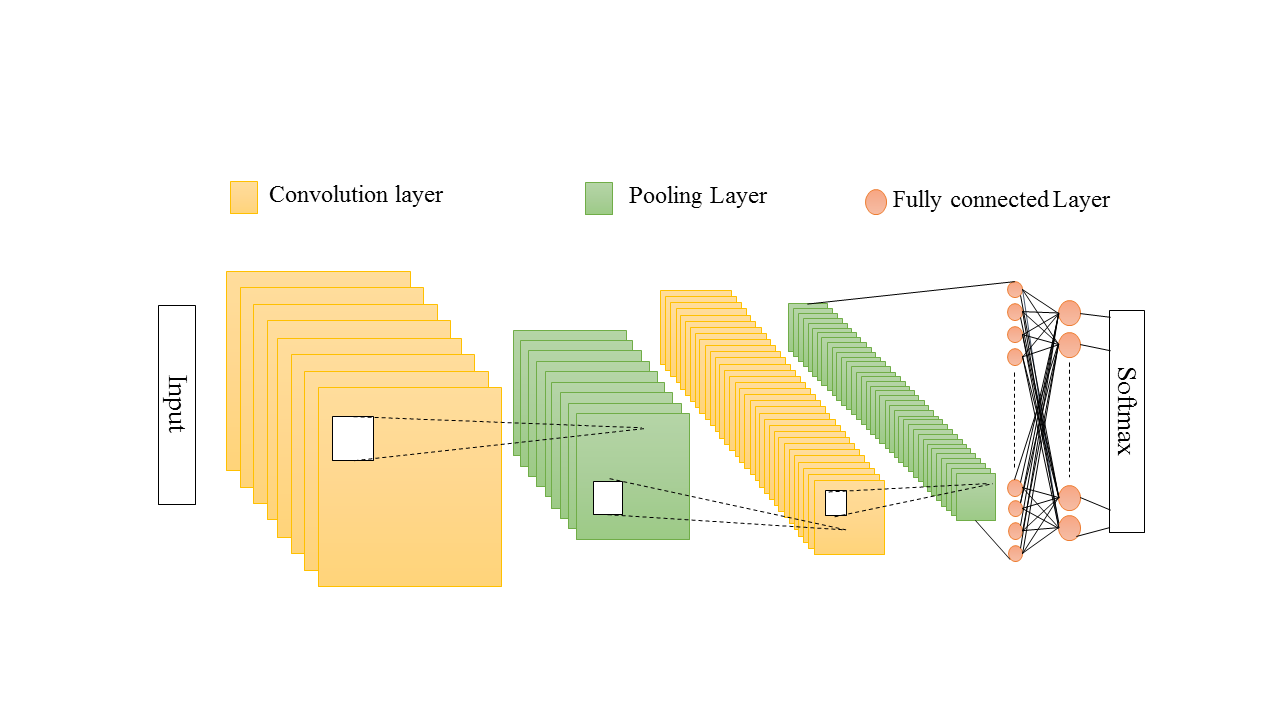 Convolution layer
Pooling Layer
Fully connected Layer
Input
Softmax